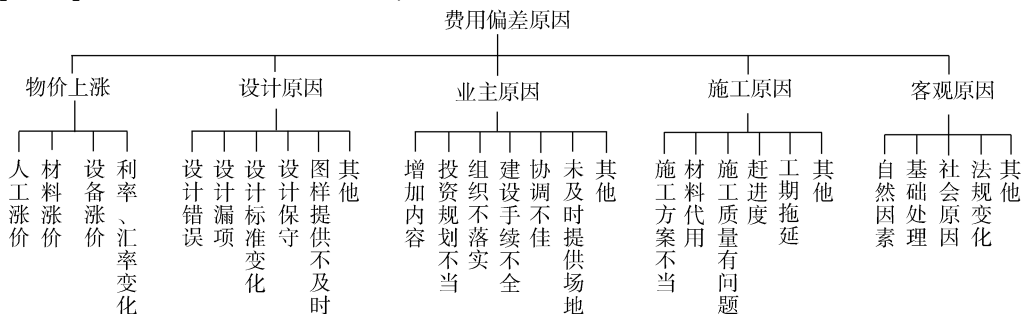 费用偏差原因
物价上涨
设计原因
业主原因
施工原因
客观原因
人工涨价
材料涨价
设备涨价
利率、汇率变化
设计错误
设计漏项
设计标准变化
设计保守
图样提供不及时
其他
增加内容
投资规划不当
组织不落实
建设手续不全
协调不佳
未及时提供场地
其他
施工方案不当
材料代用
施工质量有问题
赶进度
工期拖延
其他
自然因素
基础处理
社会原因
法规变化
其他